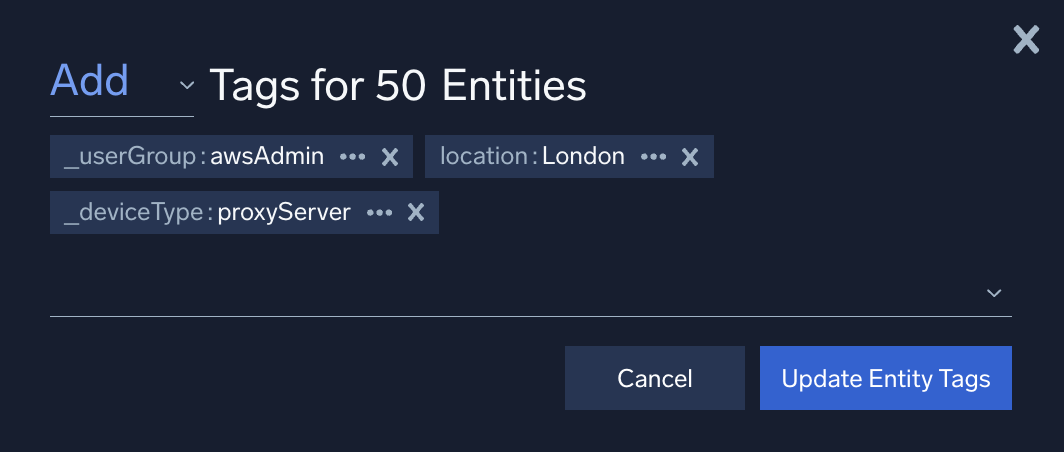 Add Tags for 50 Entities
_userGroup:awsAdmin ••• location:London •••
_deviceType:proxyServer •••
Cancel Update Entity Tags